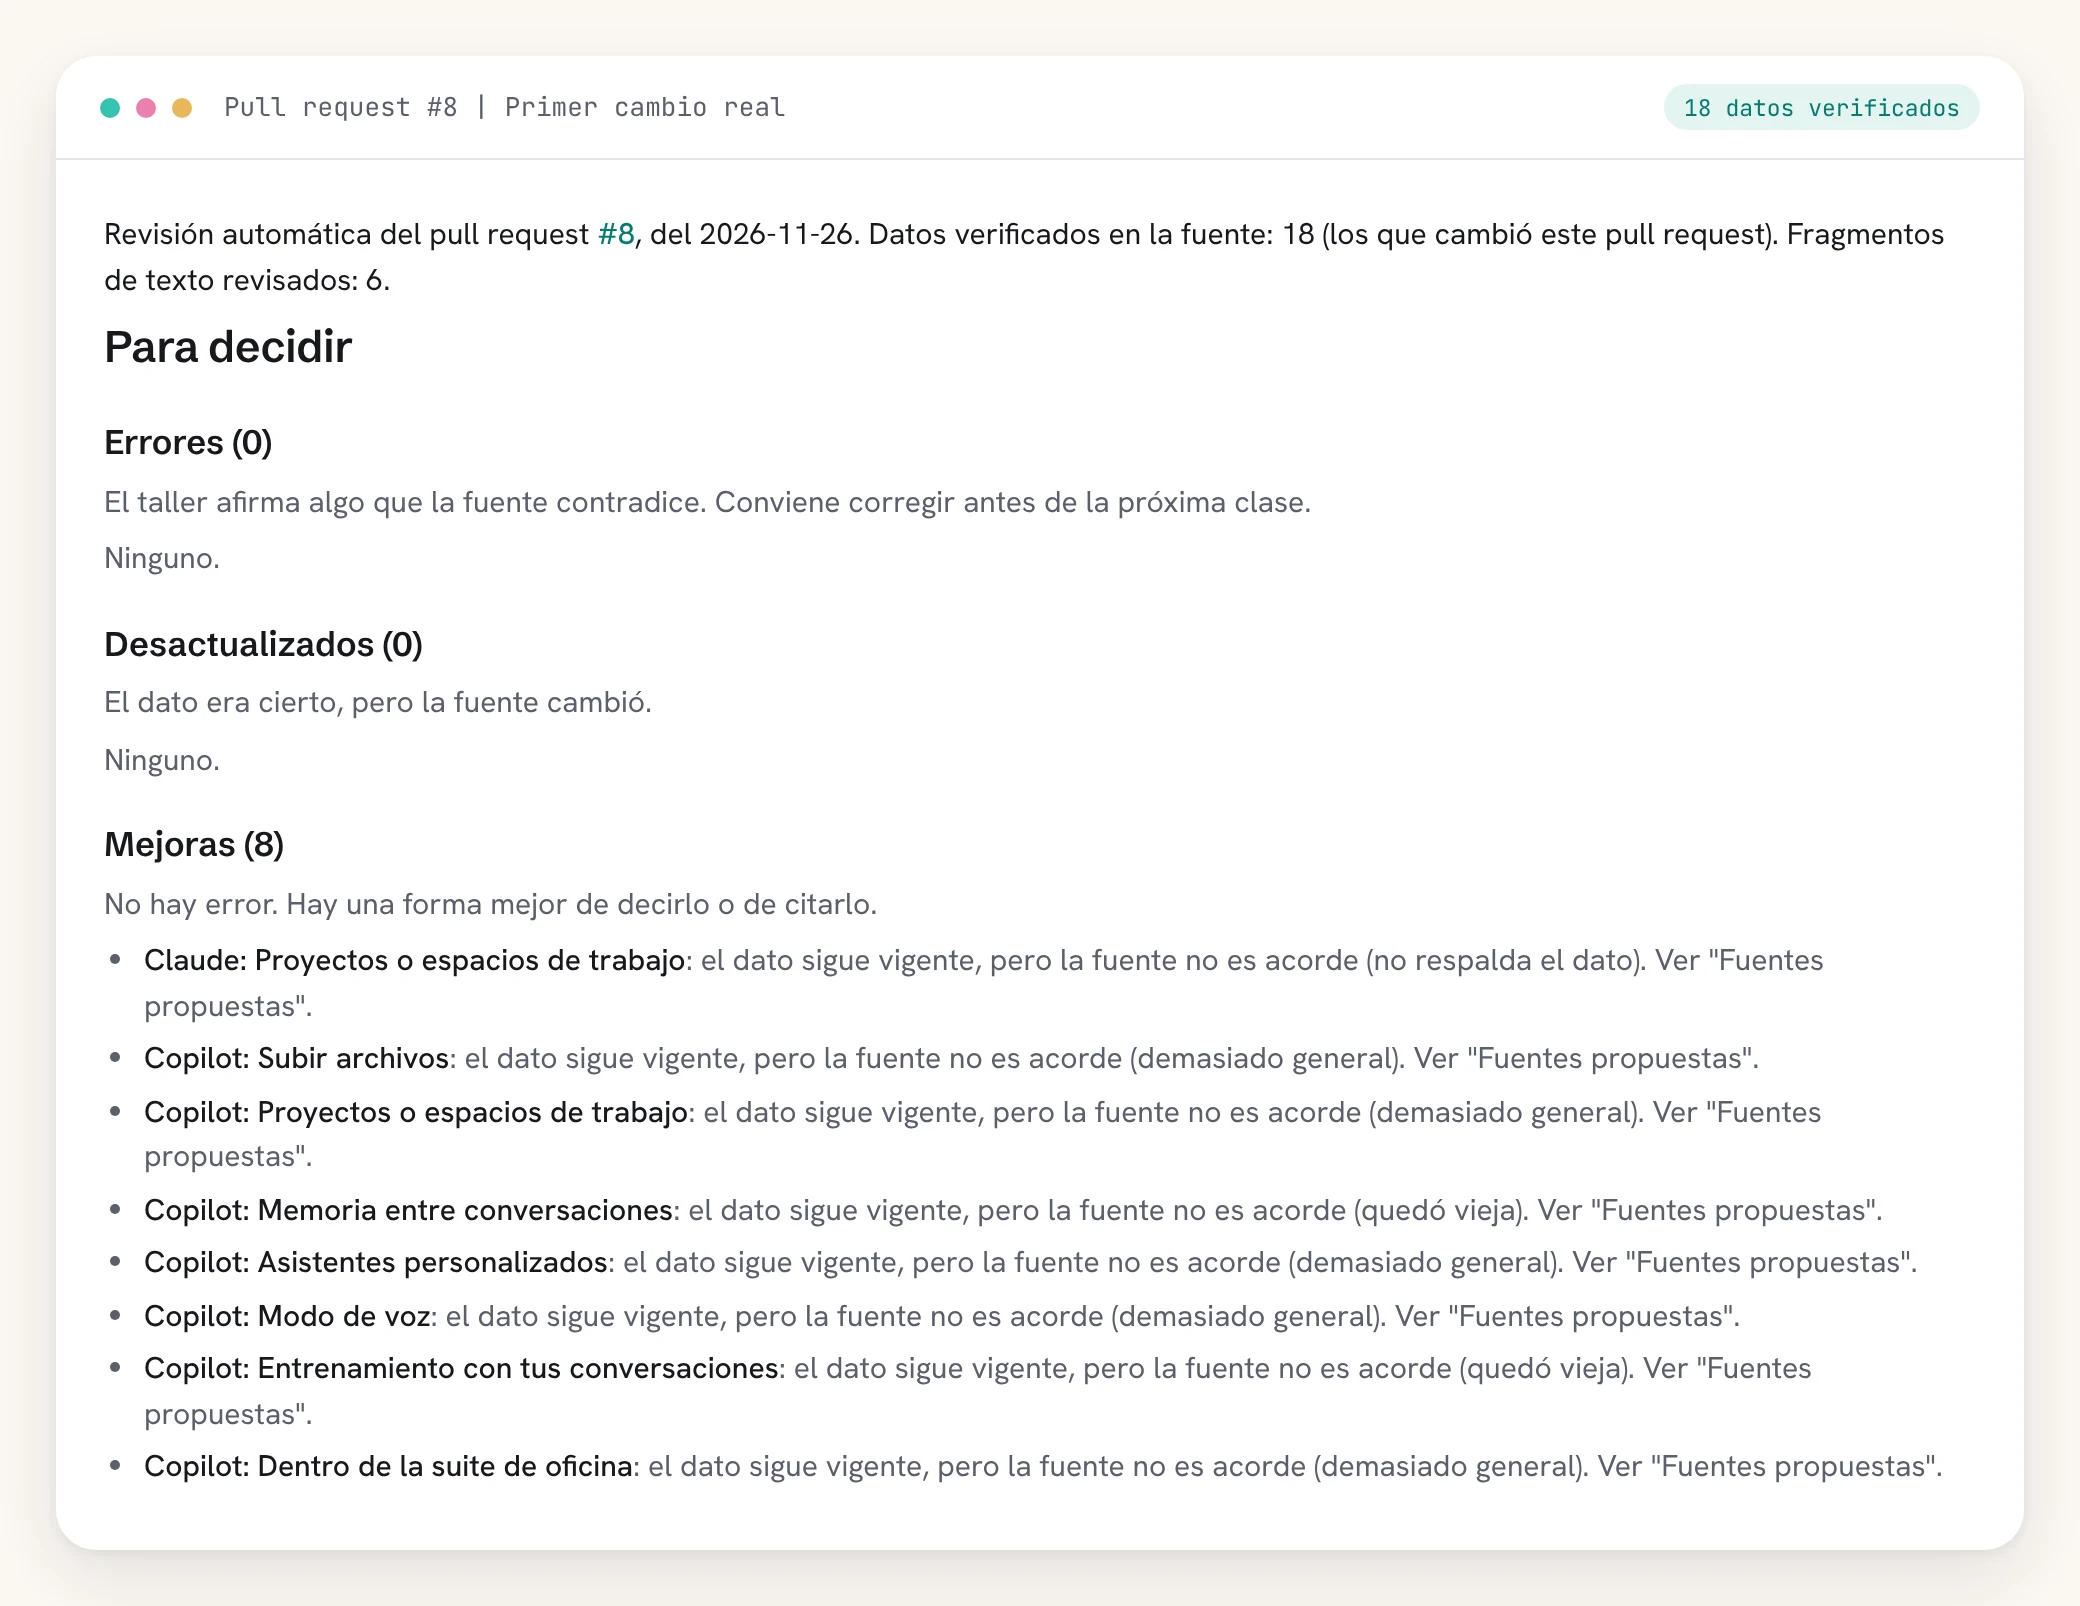 Pull request #8 | Primer cambio real
18 datos verificados
Revisión automática del pull request #8, del 2026-11-26. Datos verificados en la fuente: 18 (los que cambió este pull request). Fragmentos
de texto revisados: 6.
Para decidir
Errores (0)
El taller afirma algo que la fuente contradice. Conviene corregir antes de la próxima clase.
Ninguno.
Desactualizados (0)
El dato era cierto, pero la fuente cambió.
Ninguno.
Mejoras (8)
No hay error. Hay una forma mejor de decirlo o de citarlo.
• Claude: Proyectos o espacios de trabajo: el dato sigue vigente, pero la fuente no es acorde (no respalda el dato). Ver "Fuentes
propuestas".
• Copilot: Subir archivos: el dato sigue vigente, pero la fuente no es acorde (demasiado general). Ver "Fuentes propuestas".
• Copilot: Proyectos o espacios de trabajo: el dato sigue vigente, pero la fuente no es acorde (demasiado general). Ver "Fuentes
propuestas".
• Copilot: Memoria entre conversaciones: el dato sigue vigente, pero la fuente no es acorde (quedó vieja). Ver "Fuentes propuestas".
• Copilot: Asistentes personalizados: el dato sigue vigente, pero la fuente no es acorde (demasiado general). Ver "Fuentes propuestas".
• Copilot: Modo de voz: el dato sigue vigente, pero la fuente no es acorde (demasiado general). Ver "Fuentes propuestas".
• Copilot: Entrenamiento con tus conversaciones: el dato sigue vigente, pero la fuente no es acorde (quedó vieja). Ver "Fuentes
propuestas".
• Copilot: Dentro de la suite de oficina: el dato sigue vigente, pero la fuente no es acorde (demasiado general). Ver "Fuentes propuestas".